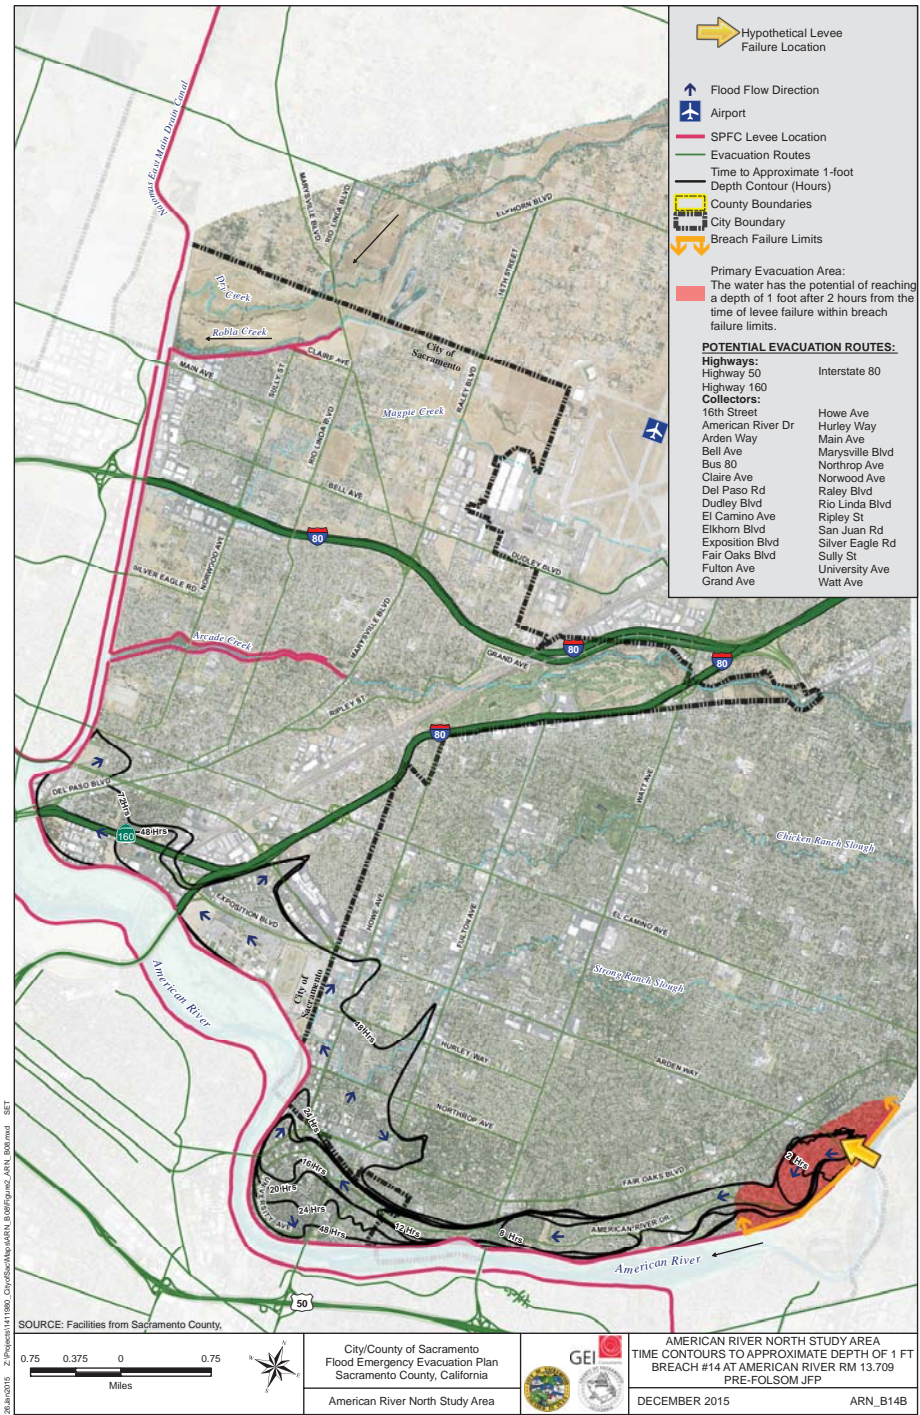 Hypothetical Levee
Failure Location
Flood Flow Direction
Airport
SPFC Levee Location
Evacuation Routes
Time to Approximate 1-foot
Depth Contour (Hours)
County Boundaries
City Boundary
Breach Failure Limits
Primary Evacuation Area:
The water has the potential of reaching
a depth of 1 foot after 2 hours from the
time of levee failure within breach
failure limits.
POTENTIAL EVACUATION ROUTES:
Highways:
Highway 50
Interstate 80
Highway 160
Collectors:
16th Street
Howe Ave
American River Dr
Hurley Way
Arden Way
Main Ave
Bell Ave
Marysville Blvd
Bus 80
Northrop Ave
Claire Ave
Norwood Ave
Del Paso Rd
Raley Blvd
Dudley Blvd
Rio Linda Blvd
El Camino Ave
Ripley St
Elkhorn Blvd
San Juan Rd
Exposition Blvd
Silver Eagle Rd
Fair Oaks Blvd
Sully St
Fulton Ave
University Ave
Grand Ave
Watt Ave
Natomas East Main Drain Canal
MARYSVILLE BLVD
RIO LINDA BLVD
ELKHORN BLVD
16TH STREET
Dry
Creek
Robla Creek
CLAIRE AVE
MAIN AVE
SULLY ST
City of
Sacramento
RALEY BLVD
Magpie Creek
RIO LINDA BLVD
BELL AVE
80
NORWOOD AVE
DUDLEY BLVD
SILVER EAGLE RD
MARYSVILLE BLVD
Arcade Creek
80
GRAND AVE
80
RIPLEY ST
80
DEL PASO BLVD
72Hrs
WATT AVE
160
48 Hrs
Chicken Ranch Slough
EXPOSITION BLVD
HOWE AVE
FULTON AVE
EL CAMINO AVE
American River
City of
Sacramento
Strong Ranch Slough
48 Hrs
HURLEY WAY
ARDEN WAY
NORTHROP AVE
24 Hrs
2 Hrs
16 Hrs
FAIR OAKS BLVD
20 Hrs
UNIVERSITY AVE
24 Hrs
48 Hrs
12 Hrs
8 Hrs
AMERICAN RIVER DR
American River
50
SOURCE: Facilities from Sacramento County,
0.75 0.375 0 0.75
Miles
N
W
E
S
City/County of Sacramento
Flood Emergency Evacuation Plan
Sacramento County, California
American River North Study Area
GEI
AMERICAN RIVER NORTH STUDY AREA
TIME CONTOURS TO APPROXIMATE DEPTH OF 1 FT
BREACH #14 AT AMERICAN RIVER RM 13.709
PRE-FOLSOM JFP
DECEMBER 2015
ARN_B14B